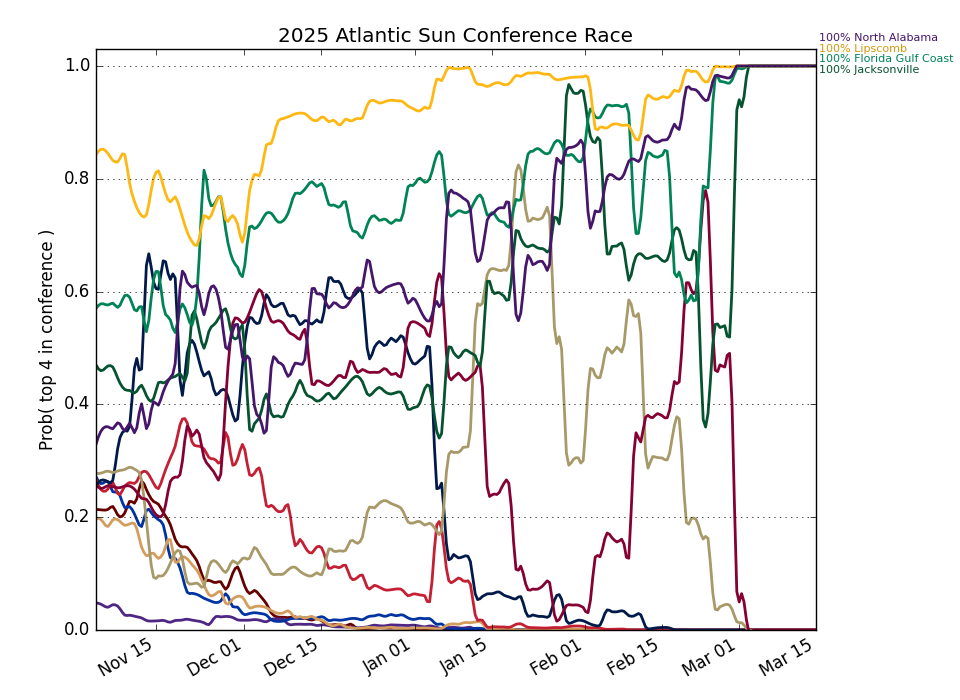 2025 Atlantic Sun Conference Race
100% North Alabama
100% Lipscomb
100% Florida Gulf Coast
100% Jacksonville
Prob( top 4 in conference )
1.0
0.8
0.6
0.4
0.2
0.0
Nov 15
Dec 01
Dec 15
Jan 01
Jan 15
Feb 01
Feb 15
Mar 01
Mar 15